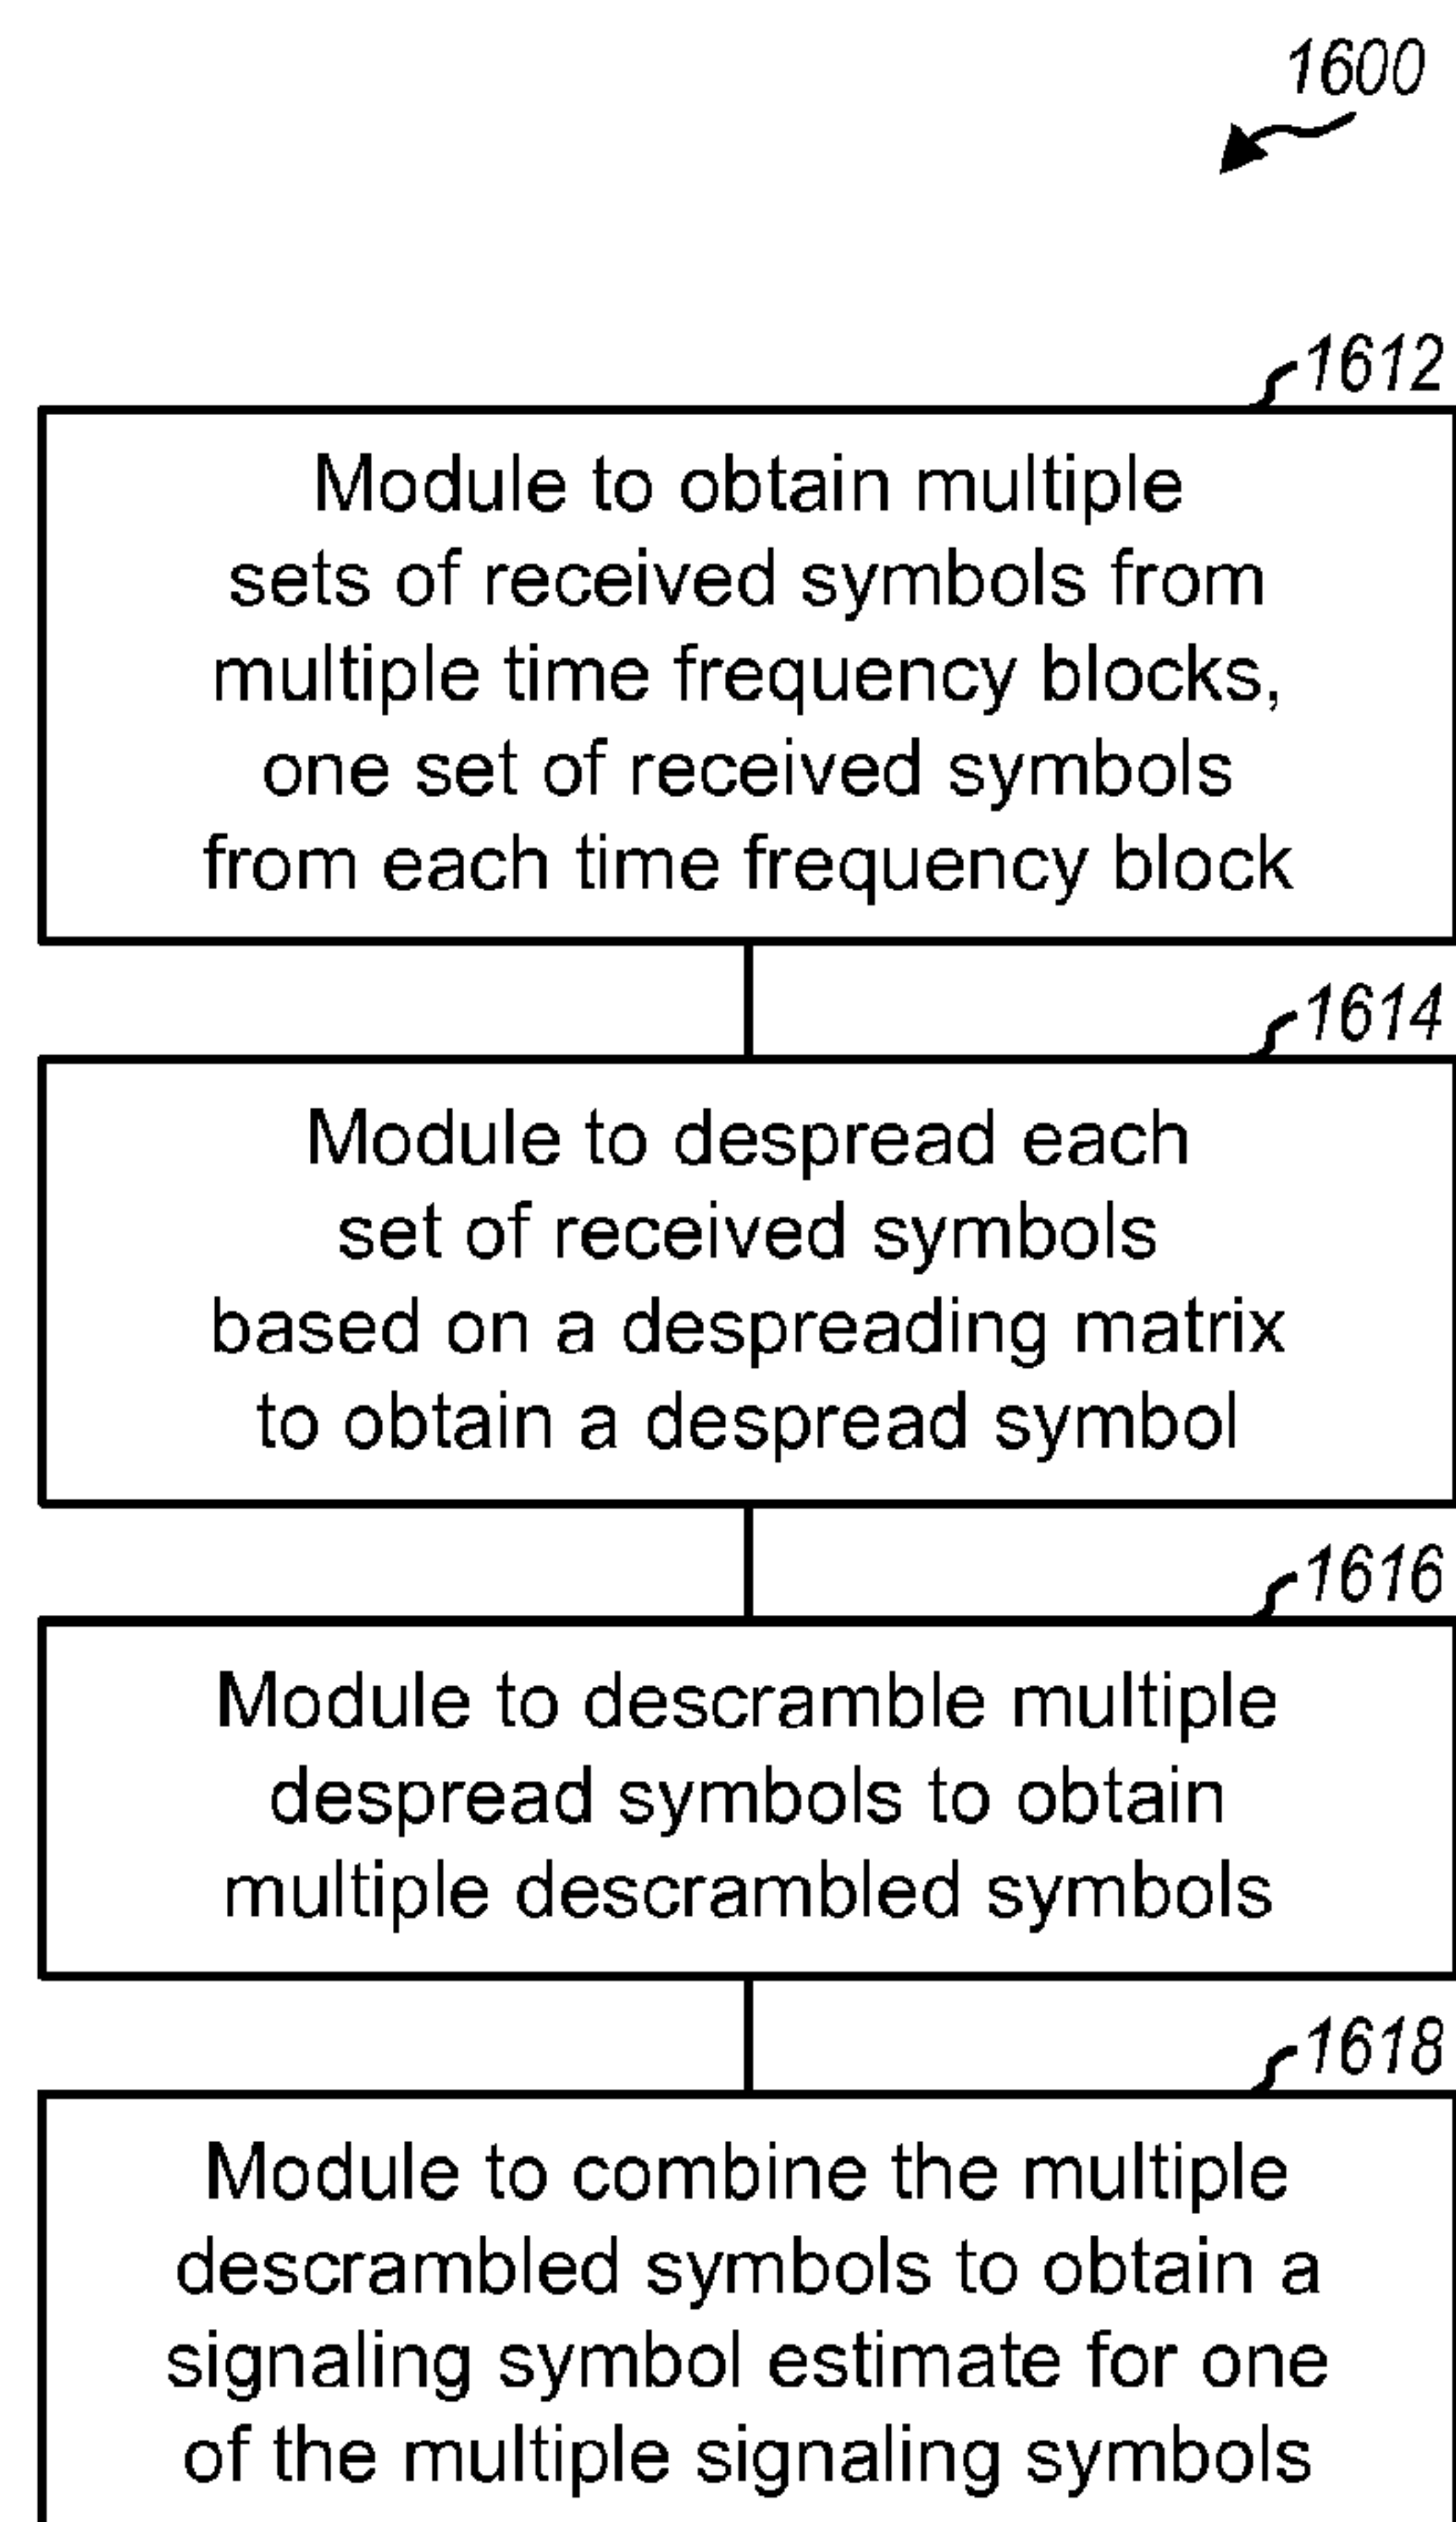 1600
1612
Module to obtain multiple
sets of received symbols from
multiple time frequency blocks,
one set of received symbols
from each time frequency block
1614
Module to despread each
set of received symbols
based on a despreading matrix
to obtain a despread symbol
1616
Module to descramble multiple
despread symbols to obtain
multiple descrambled symbols
1618
Module to combine the multiple
descrambled symbols to obtain a
signaling symbol estimate for one
of the multiple signaling symbols